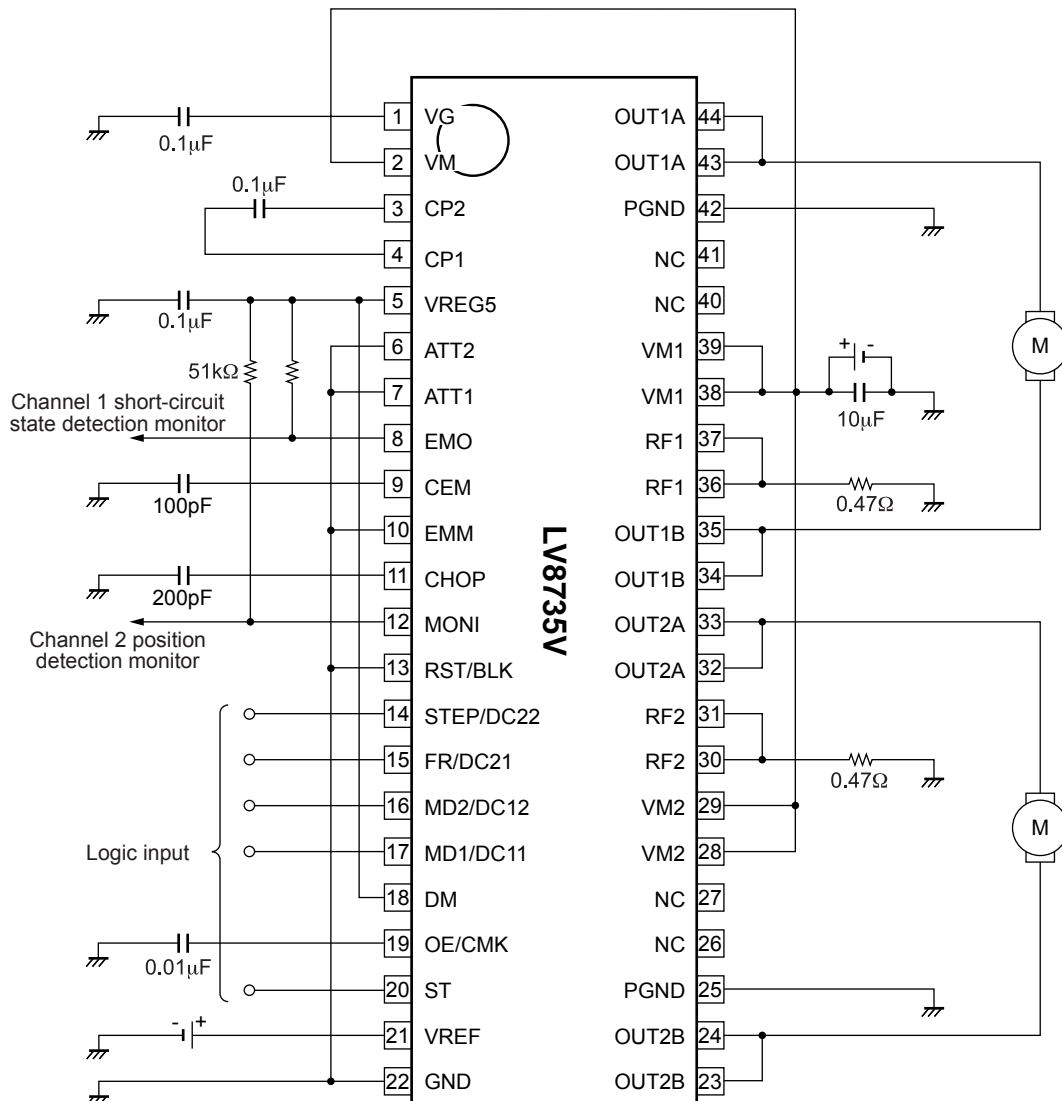 1 VG OUT1A 44
0.1μF
2 VM OUT1A 43
0.1μF
3 CP2 PGND 42
4 CP1 NC 41
5 VREG5 NC 40
0.1μF
6 ATT2 VM1 39
+ -
M
51kΩ
7 ATT1 VM1 38
10μF
Channel 1 short-circuit
state detection monitor
8 EMO RF1 37
9 CEM RF1 36
100pF
0.47Ω
10 EMM OUT1B 35
LV8735V
11 CHOP OUT1B 34
200pF
12 MONI OUT2A 33
Channel 2 position
detection monitor
13 RST/BLK OUT2A 32
14 STEP/DC22 RF2 31
15 FR/DC21 RF2 30
0.47Ω
16 MD2/DC12 VM2 29
M
Logic input
17 MD1/DC11 VM2 28
18 DM NC 27
19 OE/CMK NC 26
0.01μF
20 ST PGND 25
- +
21 VREF OUT2B 24
22 GND OUT2B 23